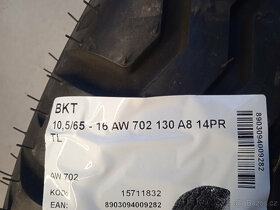 BKT
10,5/65 - 16 AW 702 130 A8 14PR
TL
AW 702
KOD: 15711832
EAN: 8903094009282
8903094009282